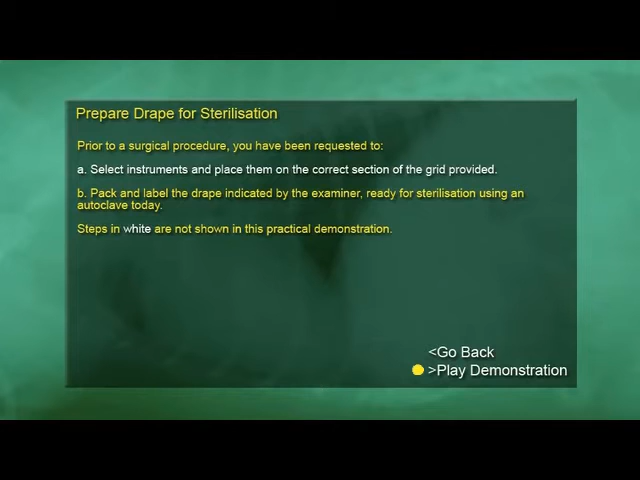 Prepare Drape for Sterilisation
Prior to a surgical procedure, you have been requested to:
a. Select instruments and place them on the correct section of the grid provided.
b. Pack and label the drape indicated by the examiner, ready for sterilisation using an
autoclave today.
Steps in white are not shown in this practical demonstration.
<Go Back
>Play Demonstration